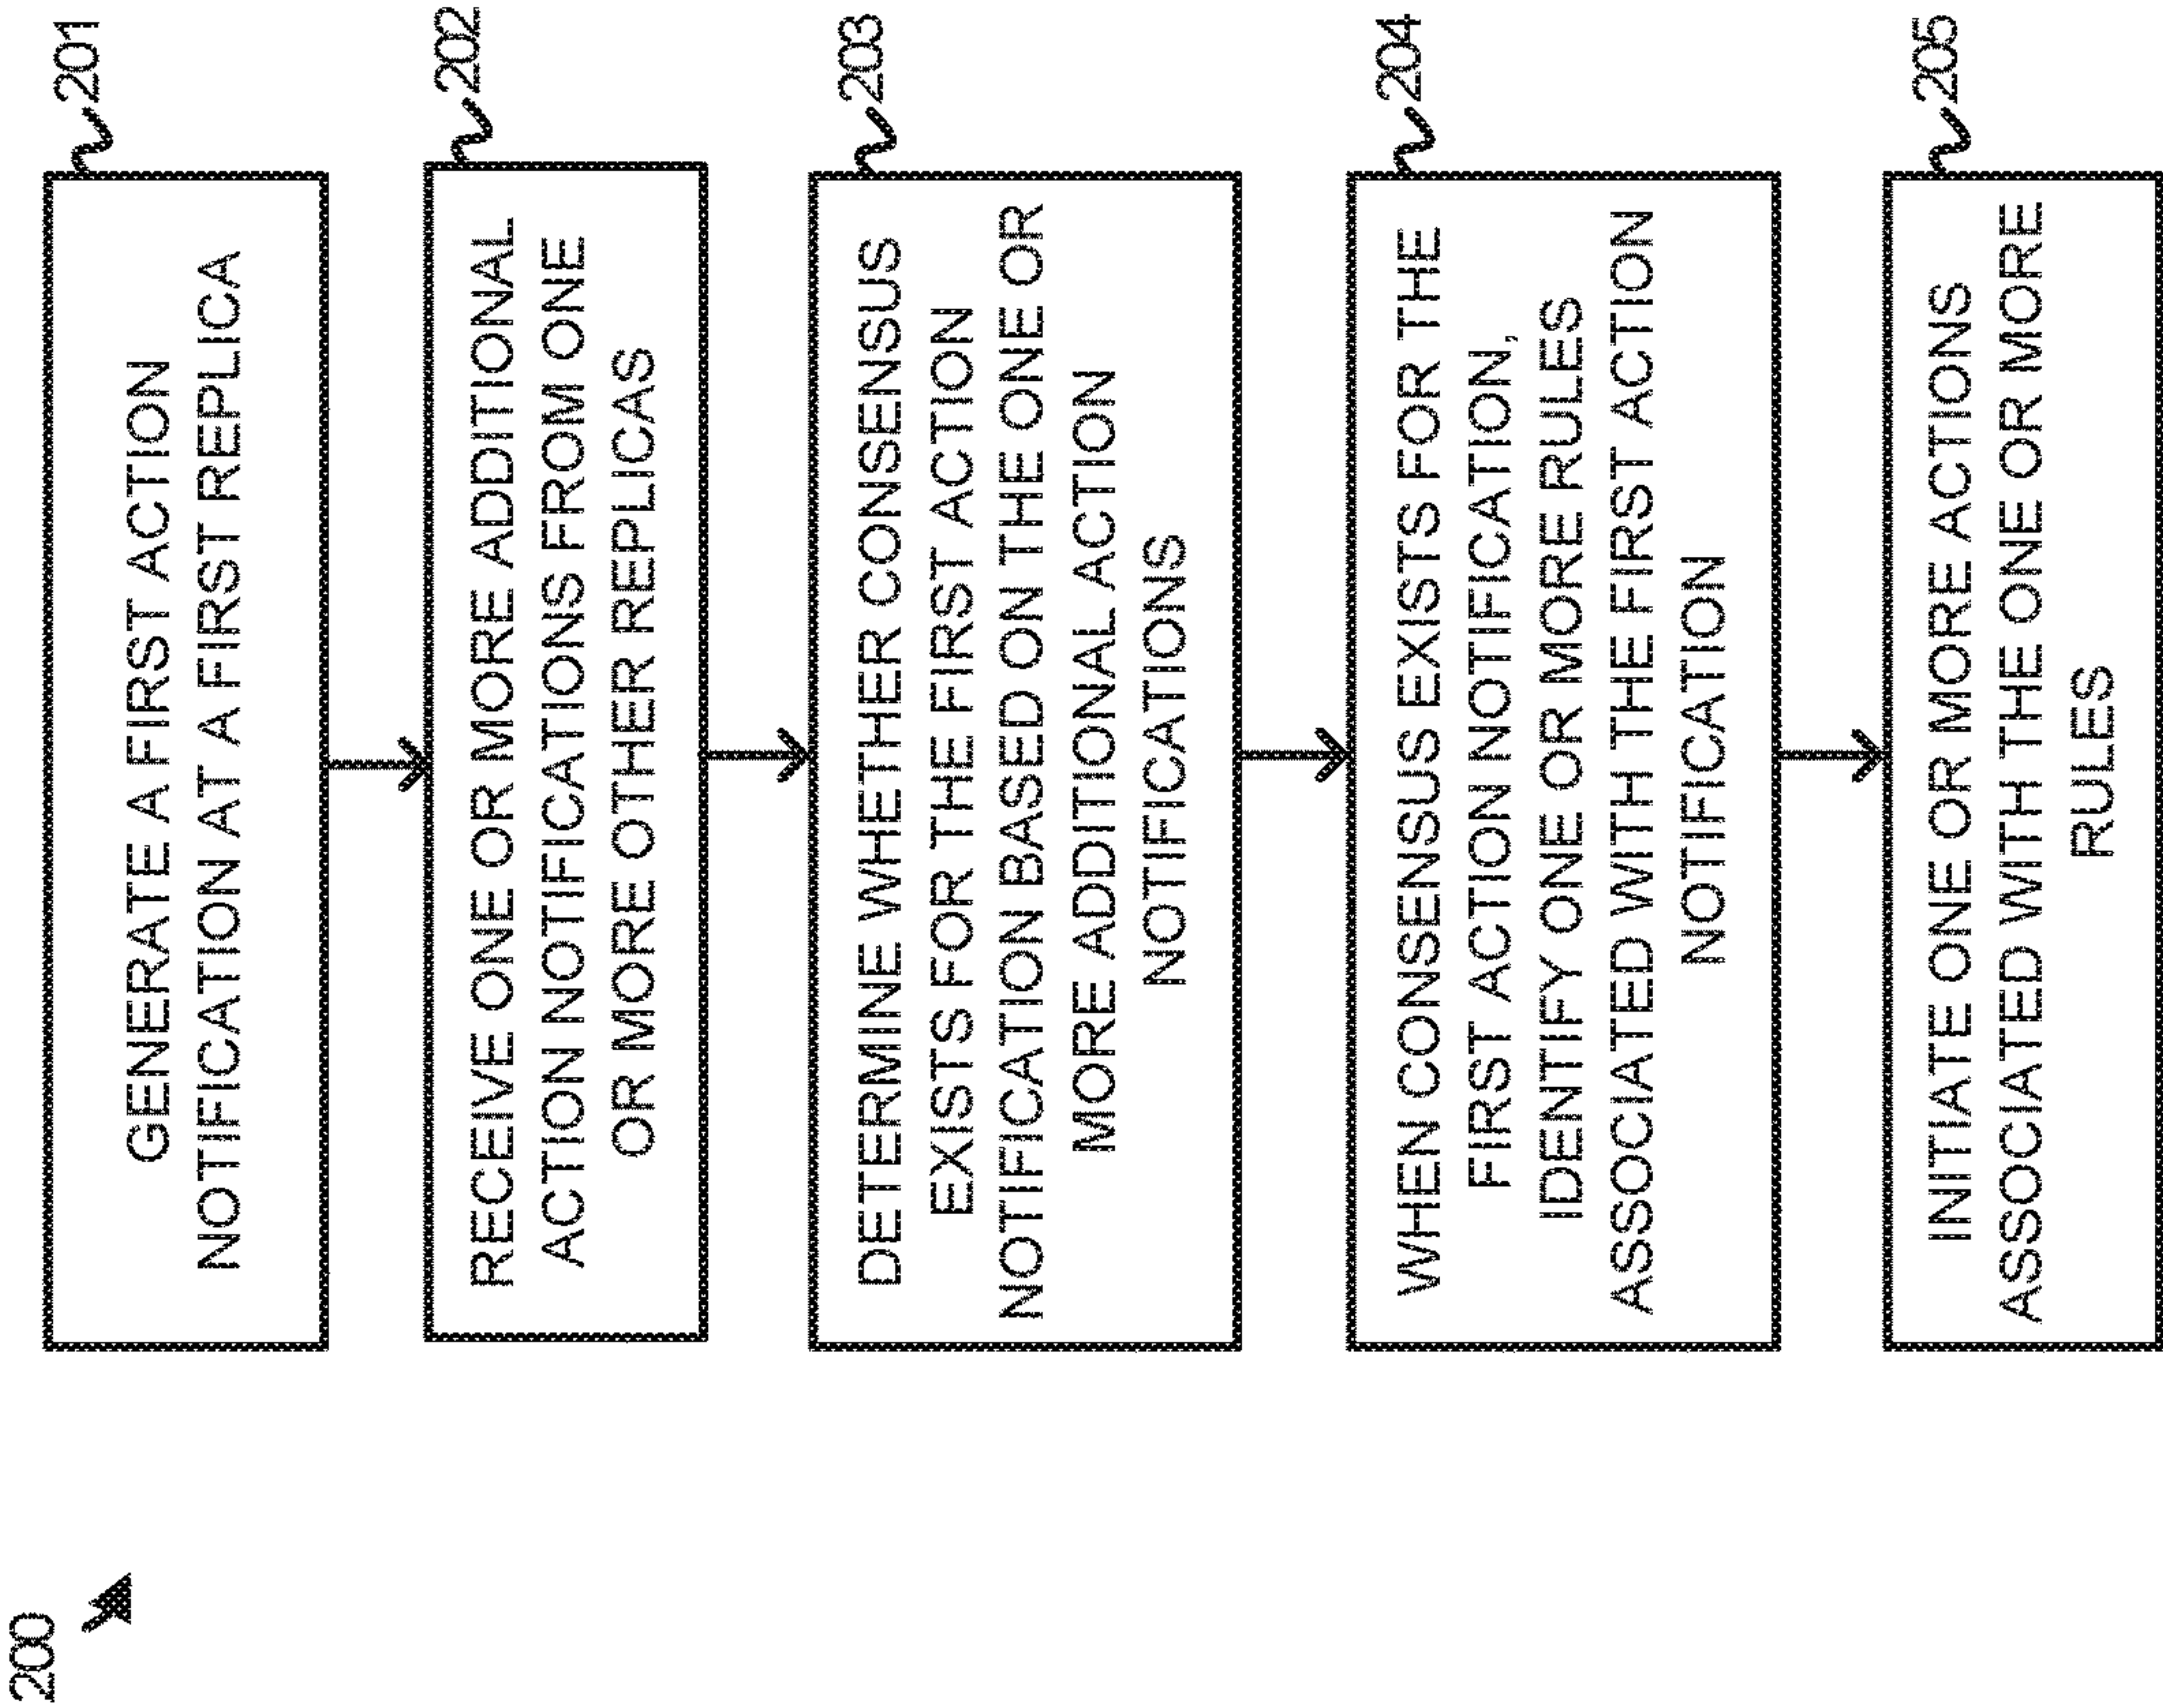 200
201
GENERATE A FIRST ACTION
NOTIFICATION AT A FIRST REPLICA
202
RECEIVE ONE OR MORE ADDITIONAL
ACTION NOTIFICATIONS FROM ONE
OR MORE OTHER REPLICAS
203
DETERMINE WHETHER CONSENSUS
EXISTS FOR THE FIRST ACTION
NOTIFICATION BASED ON THE ONE OR
MORE ADDITIONAL ACTION
NOTIFICATIONS
204
WHEN CONSENSUS EXISTS FOR THE
FIRST ACTION NOTIFICATION,
IDENTIFY ONE OR MORE RULES
ASSOCIATED WITH THE FIRST ACTION
NOTIFICATION
205
INITIATE ONE OR MORE ACTIONS
ASSOCIATED WITH THE ONE OR MORE
RULES